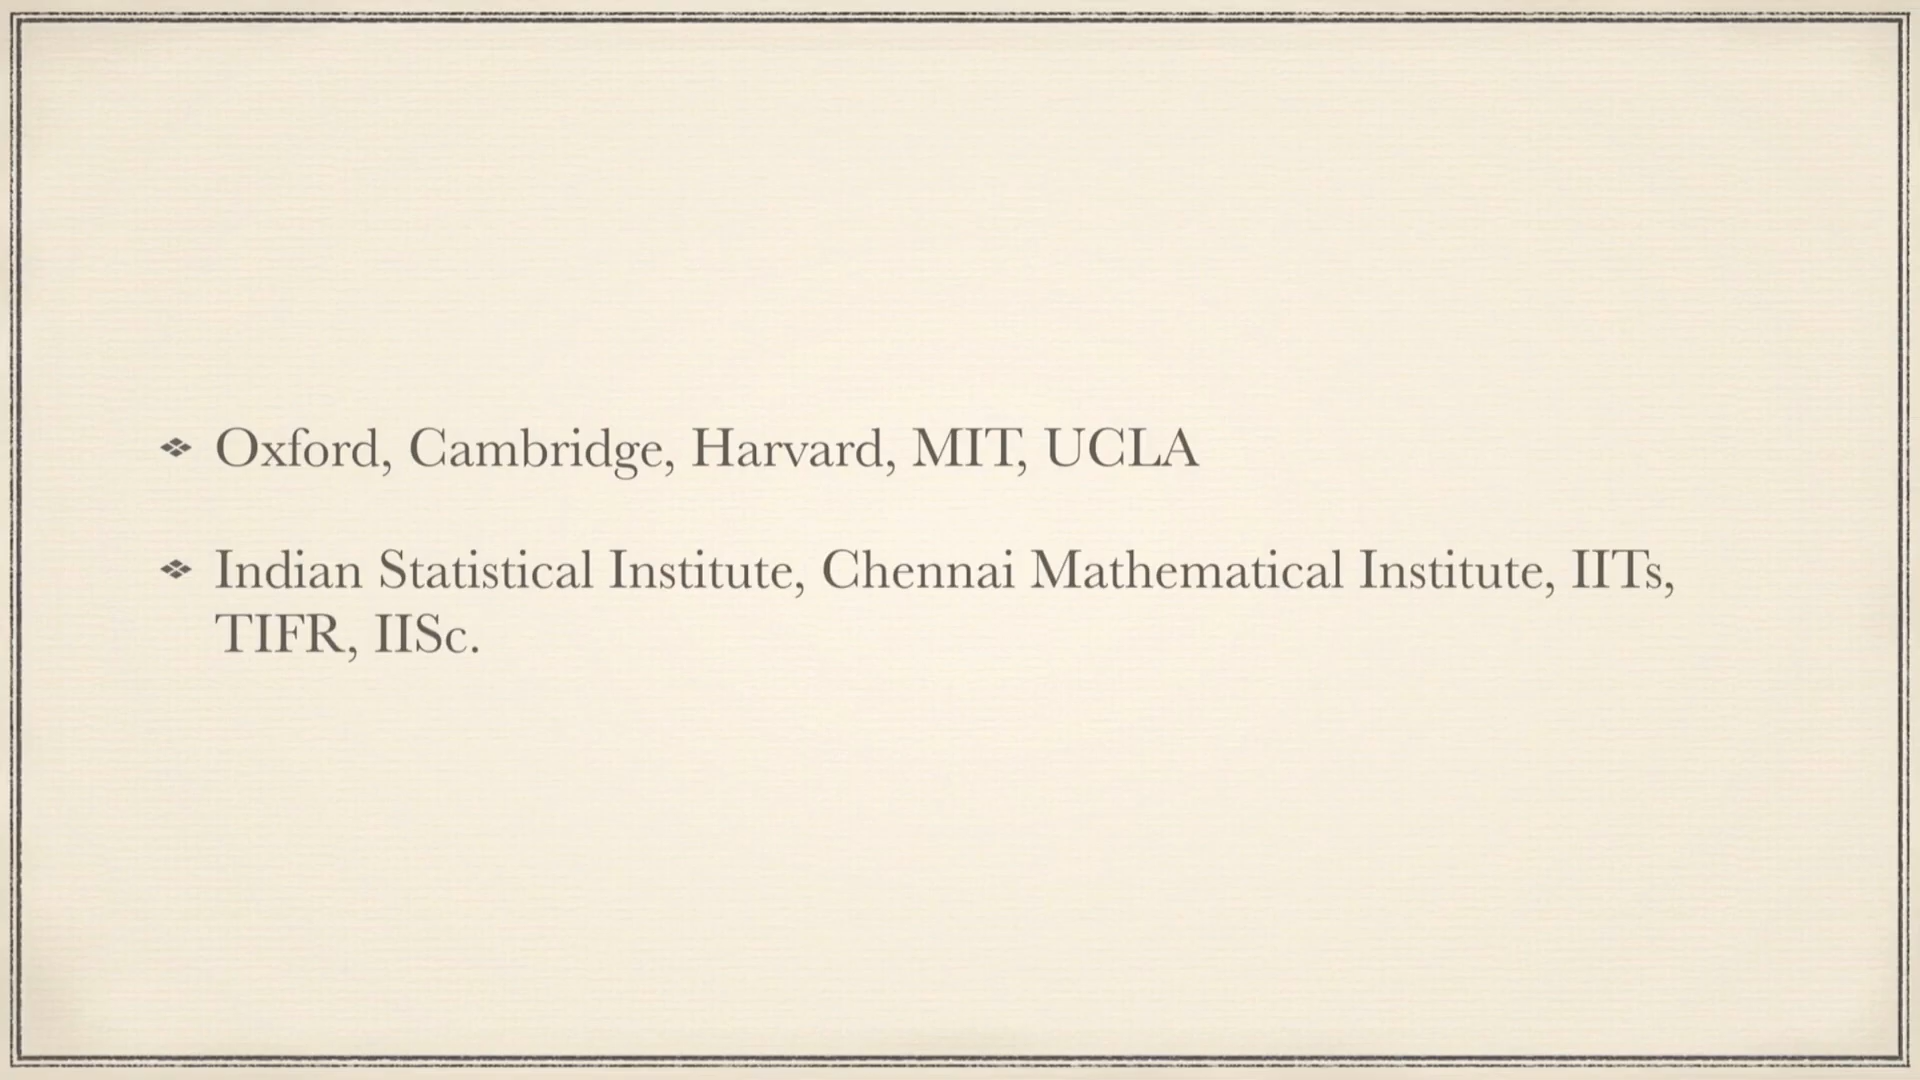 ❖ Oxford, Cambridge, Harvard, MIT, UCLA
❖ Indian Statistical Institute, Chennai Mathematical Institute, IITs,
TIFR, IISc.